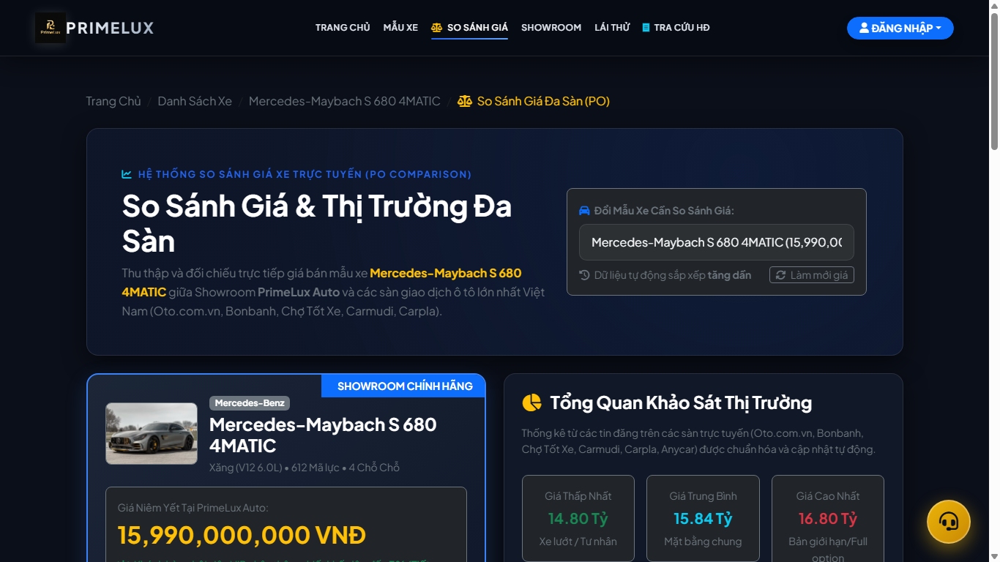 PrimeLux
PRIMELUX
TRANG CHỦ
MẪU XE
SO SÁNH GIÁ
SHOWROOM
LÁI THỬ
TRA CỨU HĐ
ĐĂNG NHẬP
Trang Chủ / Danh Sách Xe / Mercedes-Maybach S 680 4MATIC / So Sánh Giá Đa Sàn (PO)
HỆ THỐNG SO SÁNH GIÁ XE TRỰC TUYẾN (PO COMPARISON)
So Sánh Giá & Thị Trường Đa
Sàn
Thu thập và đối chiếu trực tiếp giá bán mẫu xe Mercedes-Maybach S 680
4MATIC giữa Showroom PrimeLux Auto và các sàn giao dịch ô tô lớn nhất Việt
Nam (Oto.com.vn, Bonbanh, Chợ Tốt Xe, Carmudi, Carpla).
Đổi Mẫu Xe Cần So Sánh Giá:
Mercedes-Maybach S 680 4MATIC (15,990,00
Dữ liệu tự động sắp xếp tăng dần
Làm mới giá
SHOWROOM CHÍNH HÃNG
Mercedes-Benz
Mercedes-Maybach S 680
4MATIC
Xăng (V12 6.0L) • 612 Mã lực • 4 Chỗ Chỗ
Giá Niêm Yết Tại PrimeLux Auto:
15,990,000,000 VNĐ
Tổng Quan Khảo Sát Thị Trường
Thống kê từ các tin đăng trên các sàn trực tuyến (Oto.com.vn, Bonbanh,
Chợ Tốt Xe, Carmudi, Carpla, Anycar) được chuẩn hóa và cập nhật tự động.
Giá Thấp Nhất
14.80 Tỷ
Xe lướt / Tư nhân
Giá Trung Bình
15.84 Tỷ
Mặt bằng chung
Giá Cao Nhất
16.80 Tỷ
Bản giới hạn/Full
option